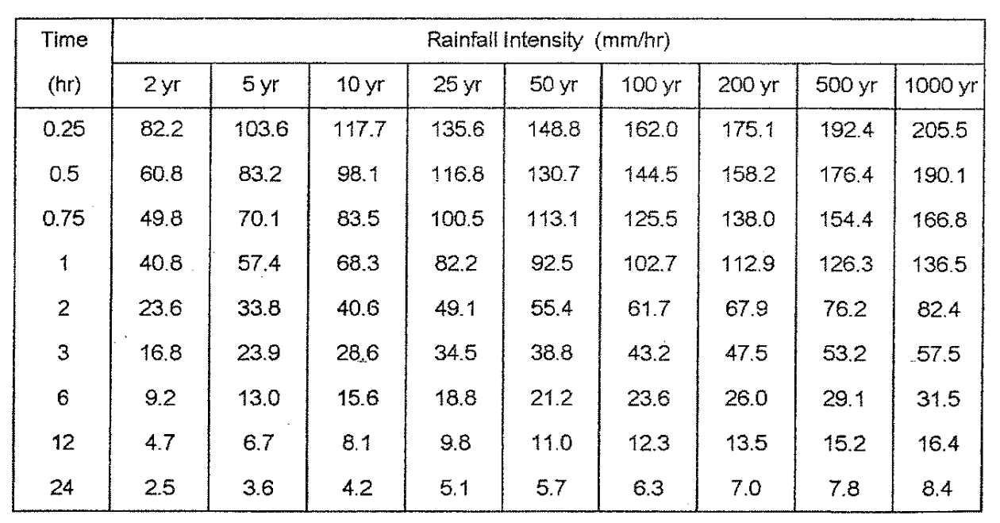 Time Rainfall Intensity (mm/hr)
(hr) 2 yr 5 yr 10 yr 25 yr 50 yr 100 yr 200 yr 500 yr 1000 yr
0.25 82.2 103.6 117.7 135.6 148.8 162.0 175.1 192.4 205.5
0.5 60.8 83.2 98.1 116.8 130.7 144.5 158.2 176.4 190.1
0.75 49.8 70.1 83.5 100.5 113.1 125.5 138.0 154.4 166.8
1 40.8 57.4 68.3 82.2 92.5 102.7 112.9 126.3 136.5
2 23.6 33.8 40.6 49.1 55.4 61.7 67.9 76.2 82.4
3 16.8 23.9 28.6 34.5 38.8 43.2 47.5 53.2 57.5
6 9.2 13.0 15.6 18.8 21.2 23.6 26.0 29.1 31.5
12 4.7 6.7 8.1 9.8 11.0 12.3 13.5 15.2 16.4
24 2.5 3.6 4.2 5.1 5.7 6.3 7.0 7.8 8.4